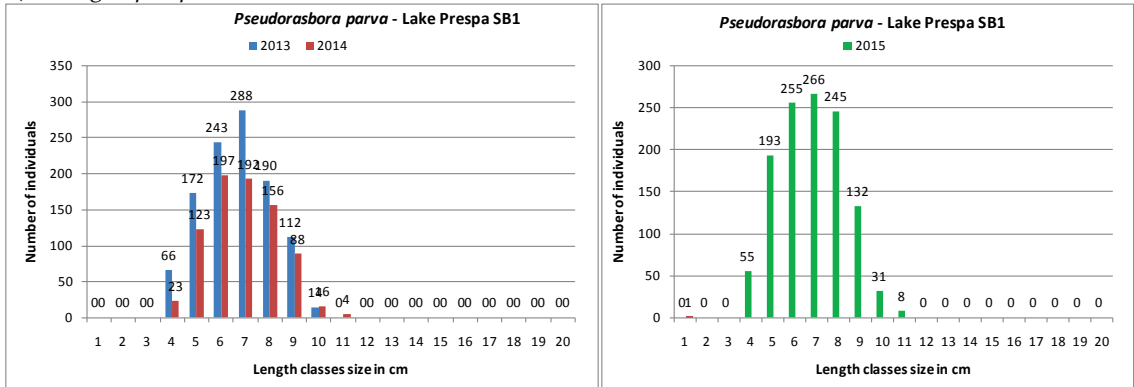 Pseudorasbora parva - Lake Prespa SB1
2013 2014
Number of individuals
350
300
250
200
150
100
50
0
00 00 00 66 23 172 123 243 197 288 190 156 112 88 14 16 0 4 00 00 00 00 00 00 00 00 00
1 2 3 4 5 6 7 8 9 10 11 12 13 14 15 16 17 18 19 20
Length classes size in cm
Pseudorasbora parva - Lake Prespa SB1
2015
Number of individuals
300
250
200
150
100
50
0
0 1 0 0 55 193 255 266 245 132 31 8 0 0 0 0 0 0 0 0 0
1 2 3 4 5 6 7 8 9 10 11 12 13 14 15 16 17 18 19 20
Length classes size in cm